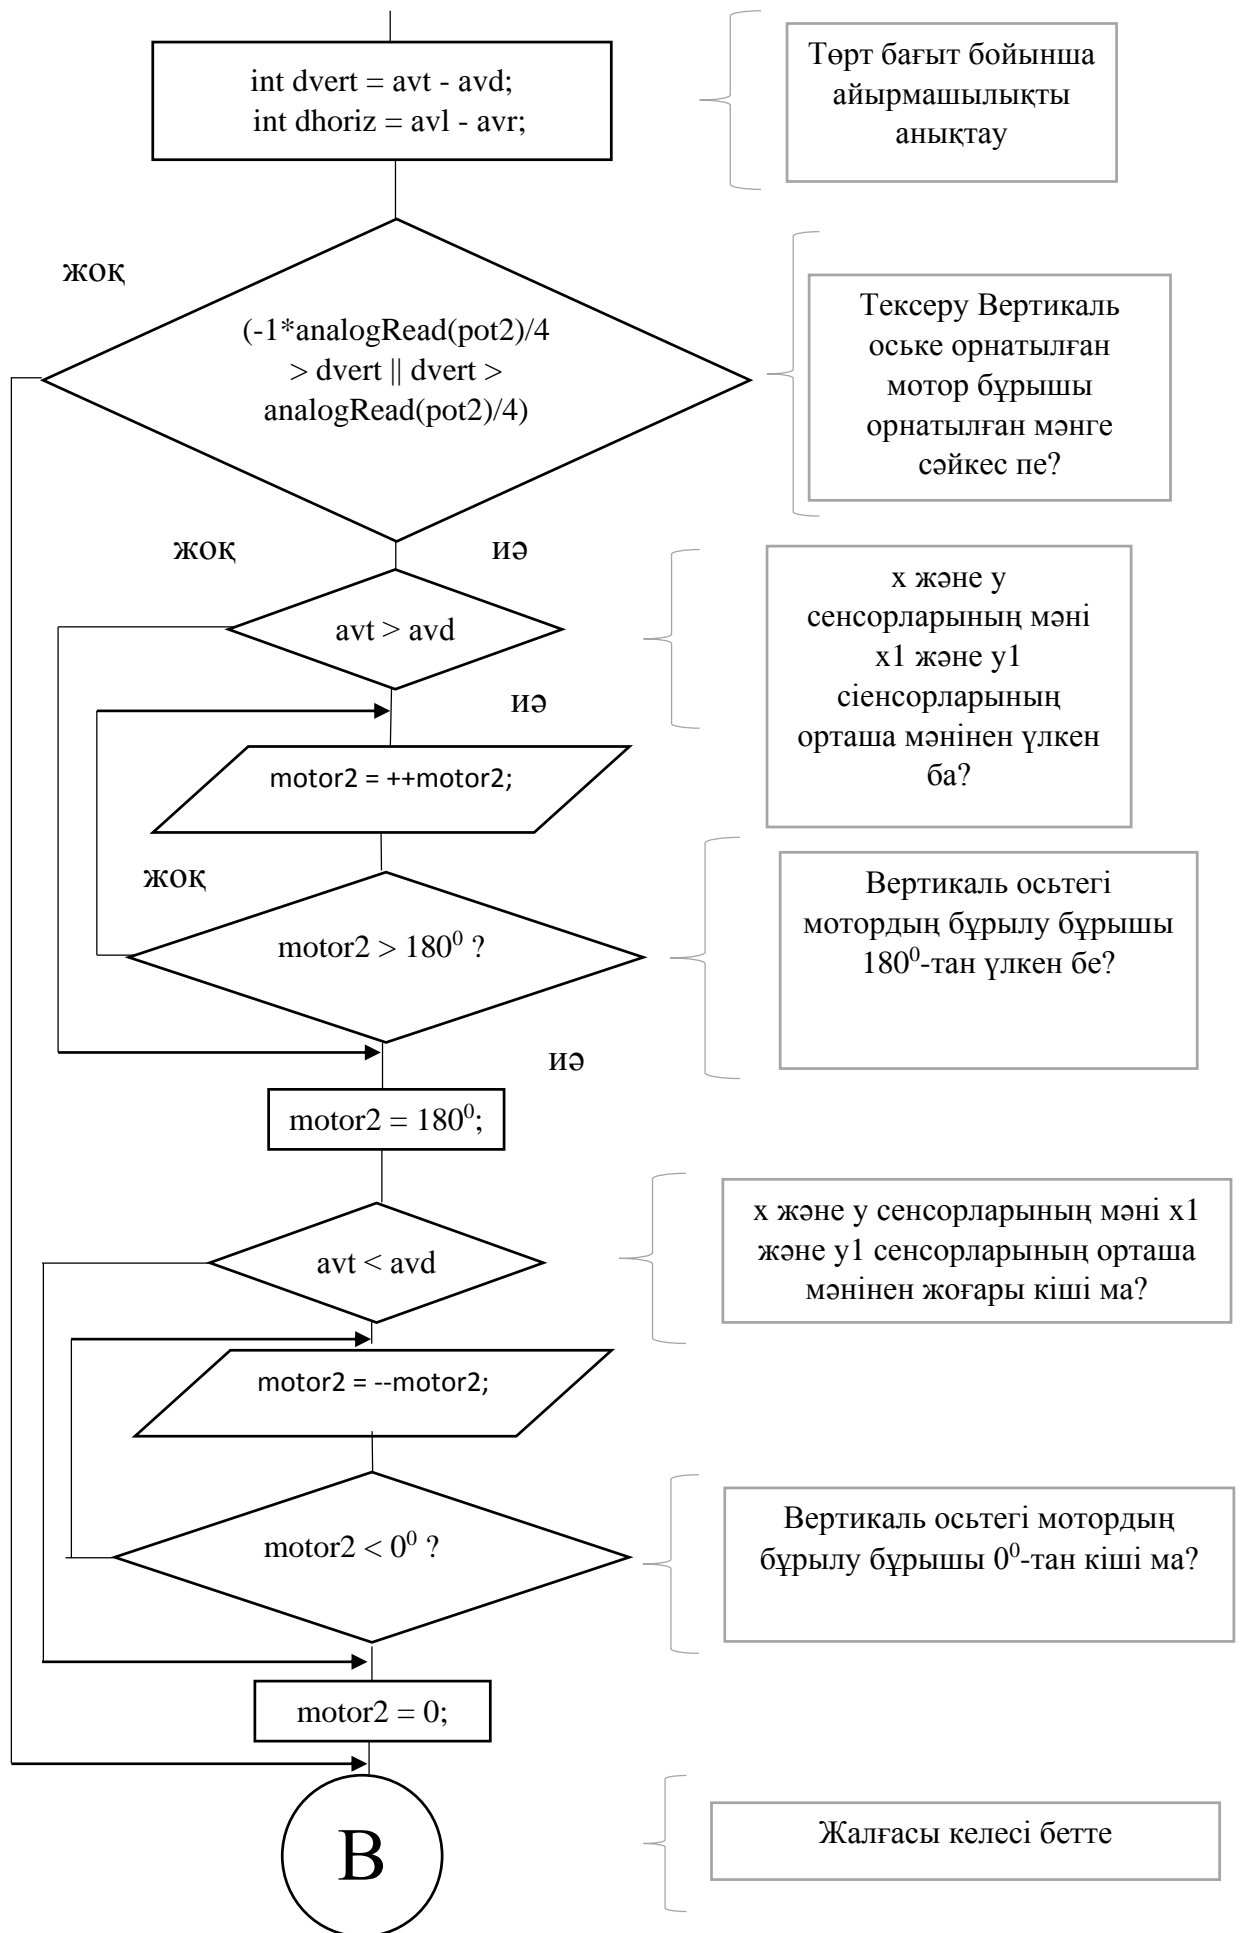 int dvert = avt - avd;
int dhoriz = avl - avr;
Төрт бағыт бойынша
айырмашылықты
анықтау
жоқ
(-1*analogRead(pot2)/4
> dvert || dvert >
analogRead(pot2)/4)
Тексеру Вертикаль
оське орнатылған
мотор бұрышы
орнатылған мәнге
сәйкес пе?
жоқ
иә
avt > avd
x және y
сенсорларының мәні
x1 және y1
сіенсорларының
орташа мәнінен үлкен
ба?
иә
motor2 = ++motor2;
жоқ
motor2 > 180⁰ ?
Вертикаль осьтегі
мотордың бұрылу бұрышы
180⁰-тан үлкен бе?
иә
motor2 = 180⁰;
avt < avd
x және y сенсорларының мәні x1
және y1 сенсорларының орташа
мәнінен жоғары кіші ма?
motor2 = --motor2;
motor2 < 0⁰ ?
Вертикаль осьтегі мотордың
бұрылу бұрышы 0⁰-тан кіші ма?
motor2 = 0;
В
Жалғасы келесі бетте